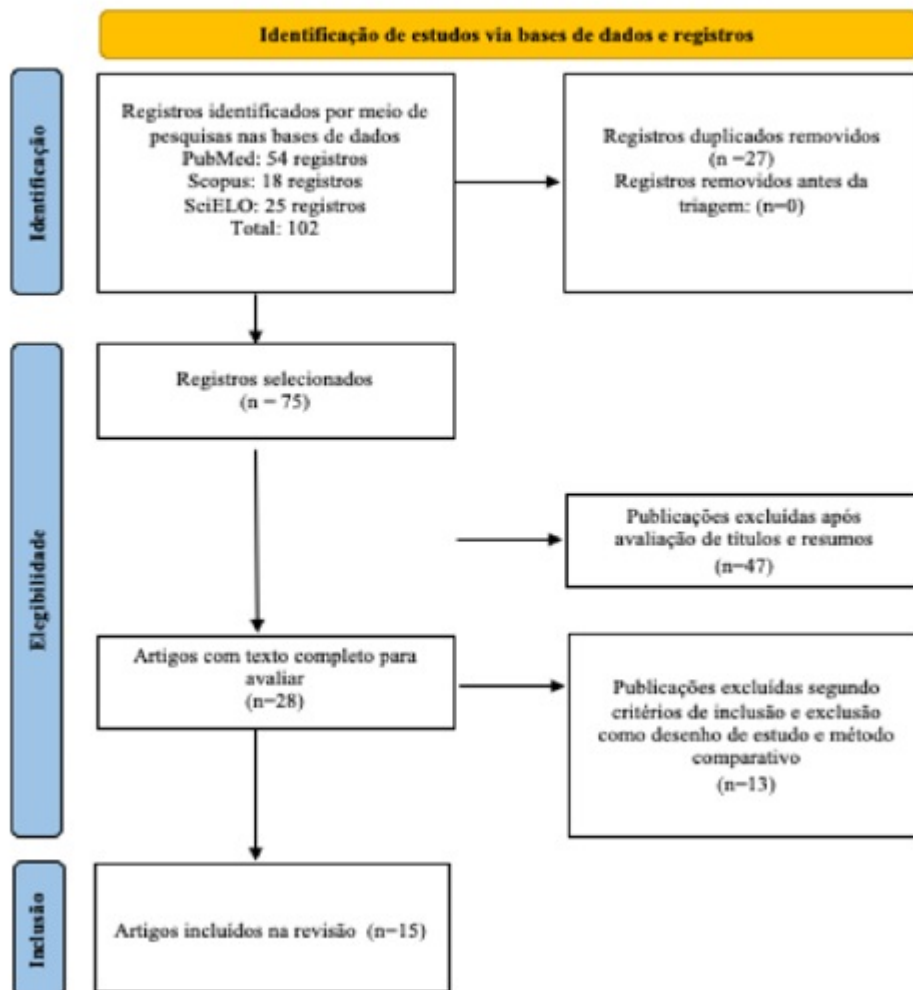 Identificação de estudos via bases de dados e registros
Identificação
Registros identificados por meio de
pesquisas nas bases de dados
PubMed: 54 registros
Scopus: 18 registros
SciELO: 25 registros
Total: 102
Registros duplicados removidos
(n =27)
Registros removidos antes da
triagem: (n=0)
Elegibilidade
Registros selecionados
(n = 75)
Publicações excluídas após
avaliação de títulos e resumos
(n=47)
Artigos com texto completo para
avaliar
(n=28)
Publicações excluídas segundo
critérios de inclusão e exclusão
como desenho de estudo e método
comparativo
(n=13)
Inclusão
Artigos incluídos na revisão (n=15)